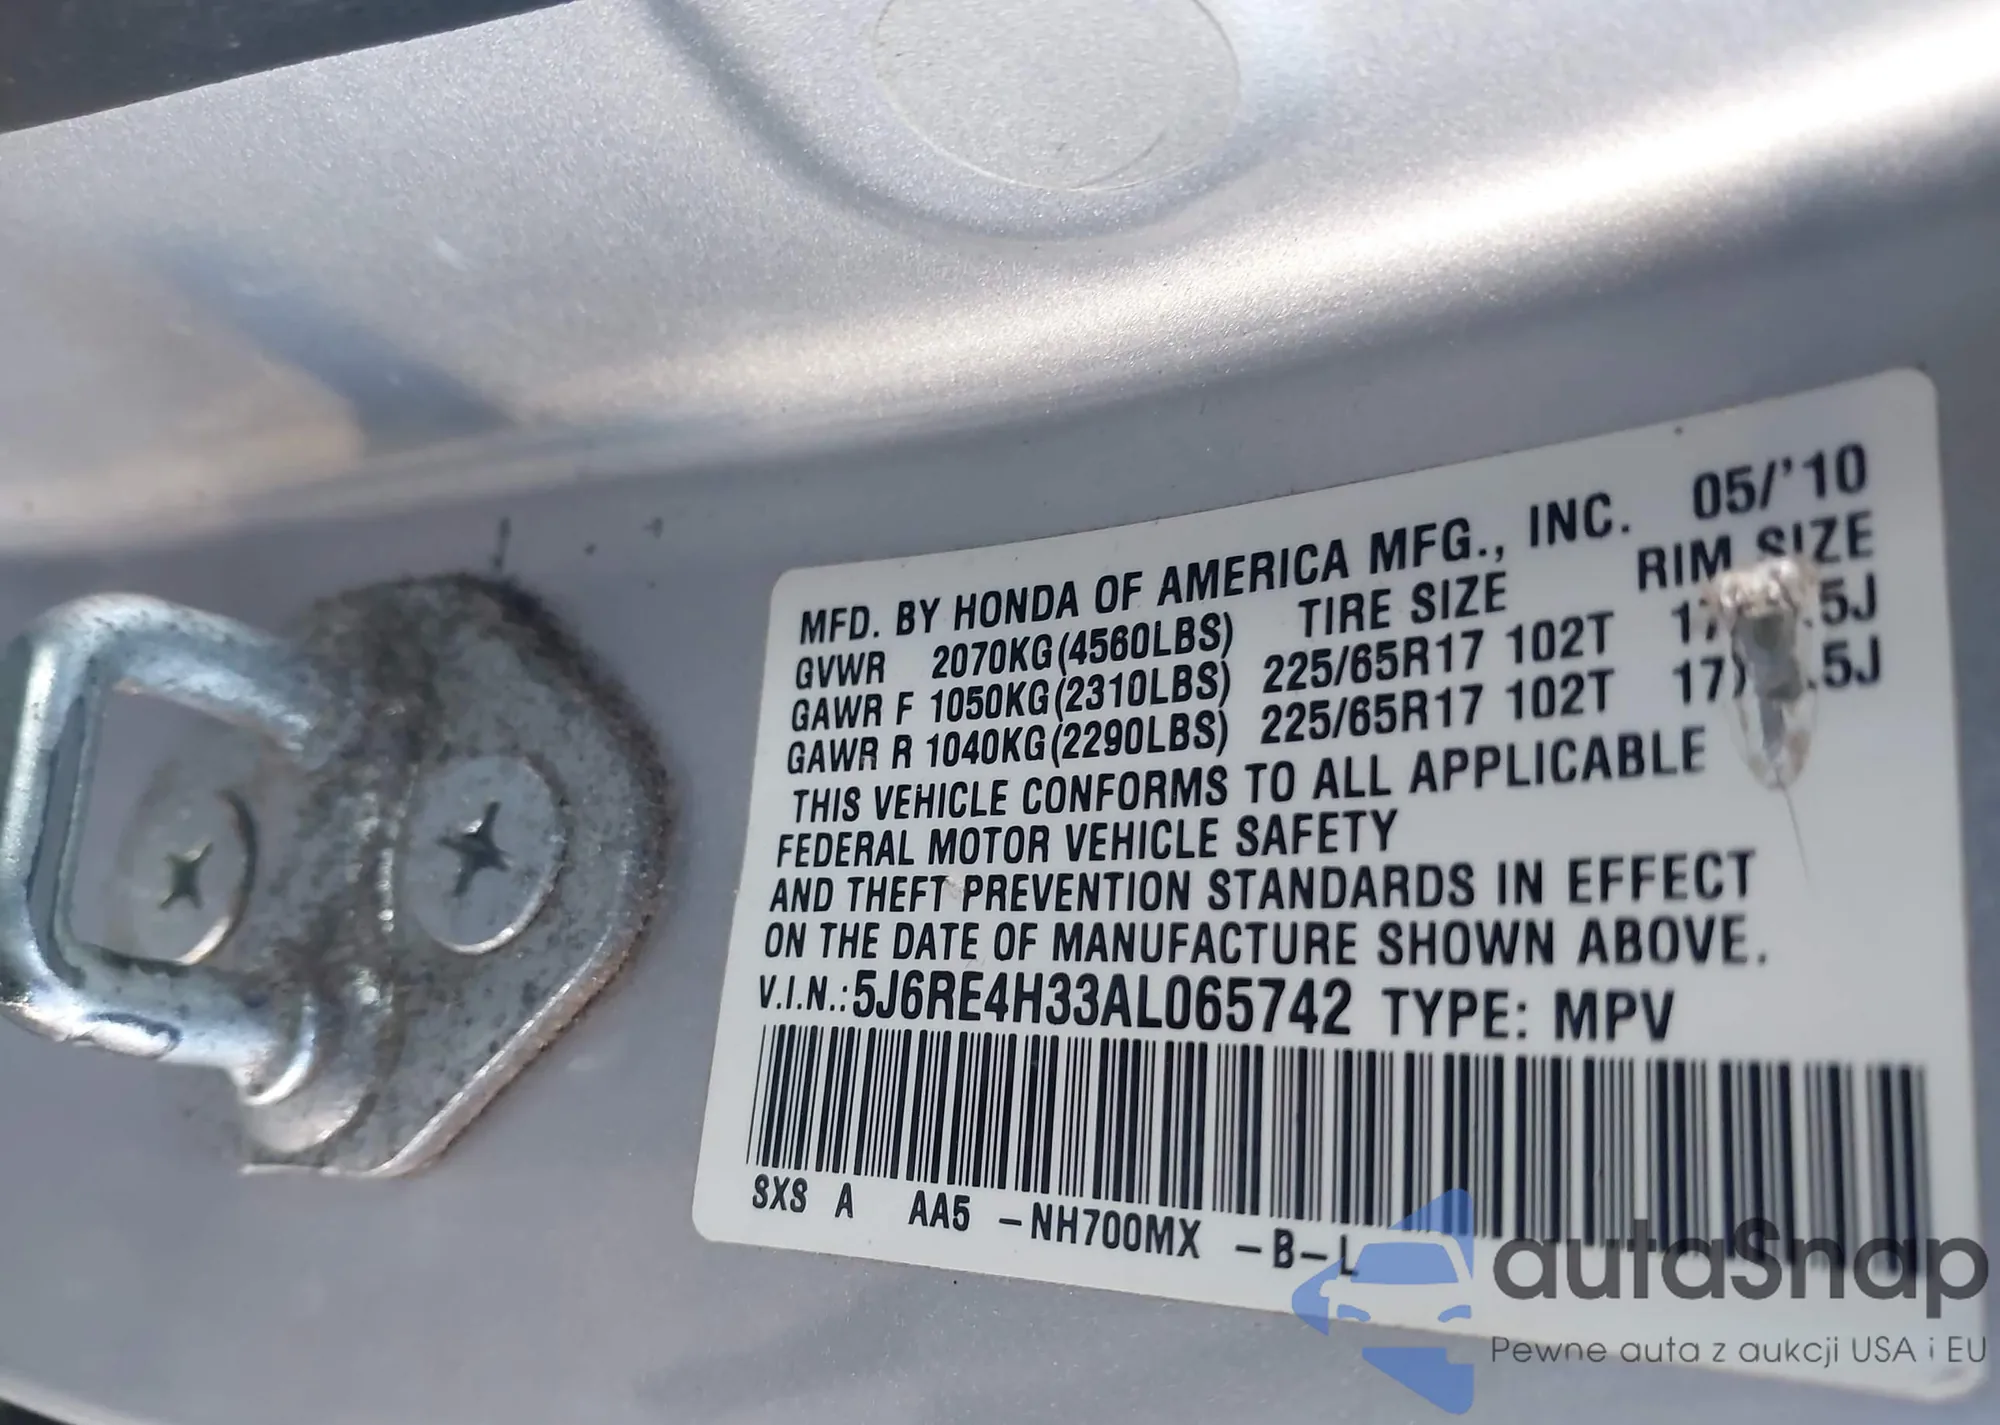 MFD. BY HONDA OF AMERICA MFG., INC. 05/'10
GVWR 2070KG(4560LBS) TIRE SIZE RIM SIZE
GAWR F 1050KG(2310LBS) 225/65R17 102T
GAWR R 1040KG(2290LBS) 225/65R17 102T
THIS VEHICLE CONFORMS TO ALL APPLICABLE
FEDERAL MOTOR VEHICLE SAFETY
AND THEFT PREVENTION STANDARDS IN EFFECT
ON THE DATE OF MANUFACTURE SHOWN ABOVE.
V.I.N.:5J6RE4H33AL065742 TYPE: MPV
SXS A AA5 -NH700MX -B-L
autaSnap
Pewne auta z aukcji USA i EU